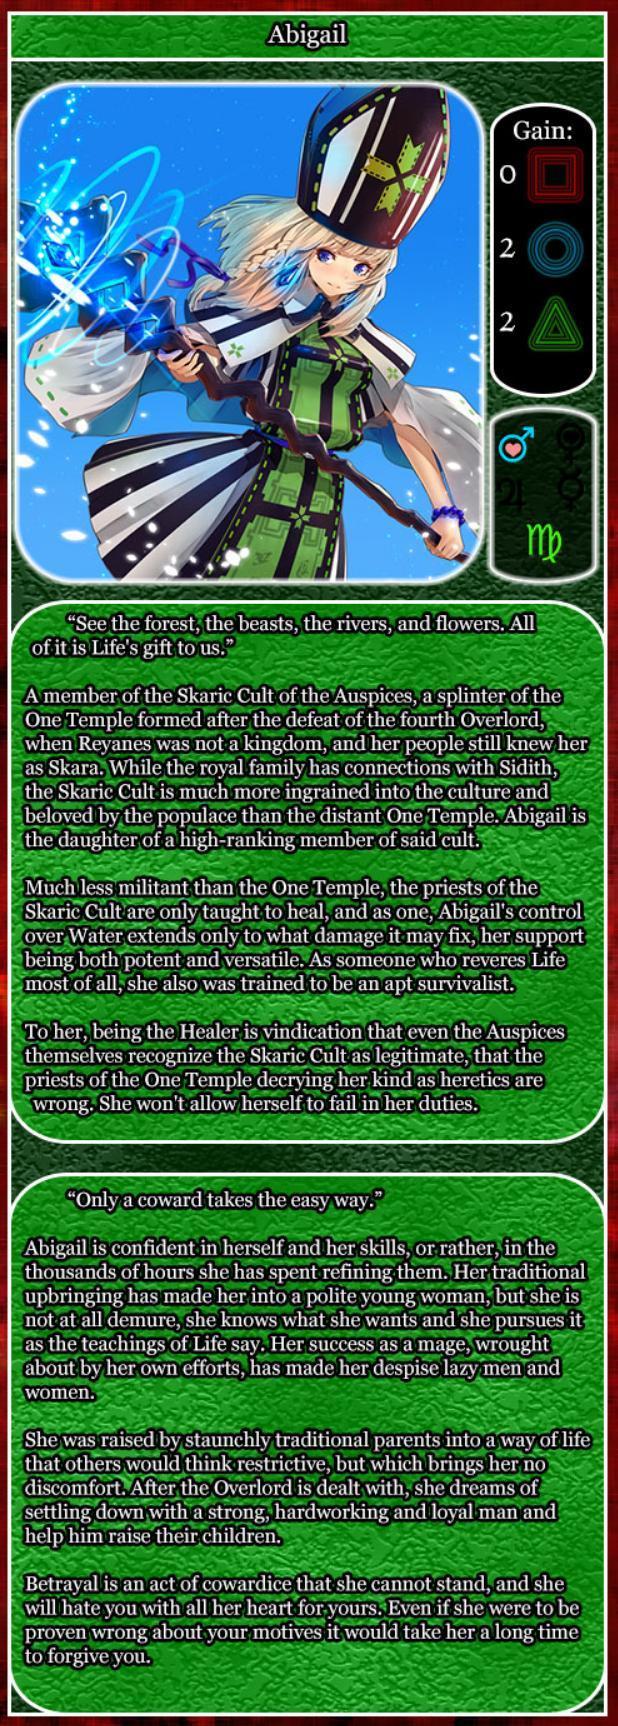 Abigail
Gain:
0
2
2
“See the forest, the beasts, the rivers, and flowers. All
of it is Life's gift to us.”
A member of the Skaric Cult of the Auspices, a splinter of the
One Temple formed after the defeat of the fourth Overlord,
when Reyanes was not a kingdom, and her people still knew her
as Skara. While the royal family has connections with Sidith,
the Skaric Cult is much more ingrained into the culture and
beloved by the populace than the distant One Temple. Abigail is
the daughter of a high-ranking member of said cult.
Much less militant than the One Temple, the priests of the
Skaric Cult are only taught to heal, and as one, Abigail's control
over Water extends only to what damage it may fix, her support
being both potent and versatile. As someone who reveres Life
most of all, she also was trained to be an apt survivalist.
To her, being the Healer is vindication that even the Auspices
themselves recognize the Skaric Cult as legitimate, that the
priests of the One Temple decrying her kind as heretics are
wrong. She won't allow herself to fail in her duties.
“Only a coward takes the easy way.”
Abigail is confident in herself and her skills, or rather, in the
thousands of hours she has spent refining them. Her traditional
upbringing has made her into a polite young woman, but she is
not at all demure, she knows what she wants and she pursues it
as the teachings of Life say. Her success as a mage, wrought
about by her own efforts, has made her despise lazy men and
women.
She was raised by staunchly traditional parents into a way of life
that others would think restrictive, but which brings her no
discomfort. After the Overlord is dealt with, she dreams of
settling down with a strong, hardworking and loyal man and
help him raise their children.
Betrayal is an act of cowardice that she cannot stand, and she
will hate you with all her heart for yours. Even if she were to be
proven wrong about your motives it would take her a long time
to forgive you.